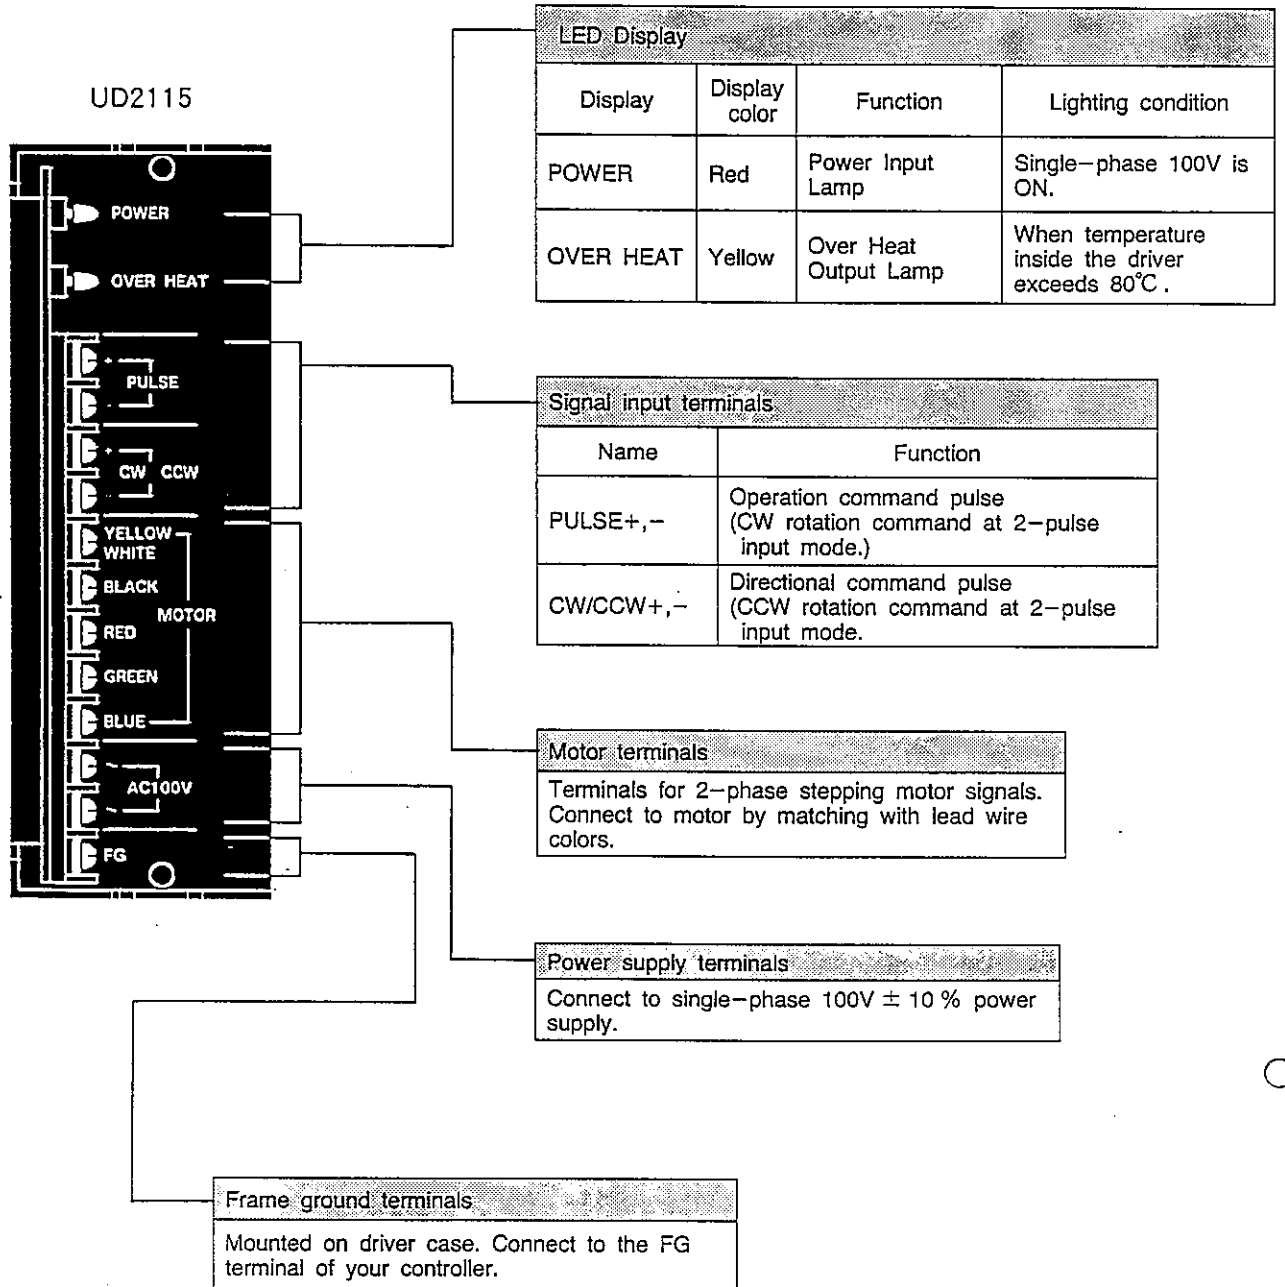 UD2115
POWER
OVER HEAT
+
PULSE
-
+
CW CCW
-
YELLOW
WHITE
BLACK
MOTOR
RED
GREEN
BLUE
~
AC100V
~
FG
LED Display
Display
Display color
Function
Lighting condition
POWER
Red
Power Input
Lamp
Single-phase 100V is
ON.
OVER HEAT
Yellow
Over Heat
Output Lamp
When temperature
inside the driver
exceeds 80℃.
Signal input terminals
Name
Function
PULSE+,-
Operation command pulse
(CW rotation command at 2-pulse
input mode.)
CW/CCW+,-
Directional command pulse
(CCW rotation command at 2-pulse
input mode.
Motor terminals
Terminals for 2-phase stepping motor signals.
Connect to motor by matching with lead wire
colors.
Power supply terminals
Connect to single-phase 100V ± 10 % power
supply.
Frame ground terminals
Mounted on driver case. Connect to the FG
terminal of your controller.